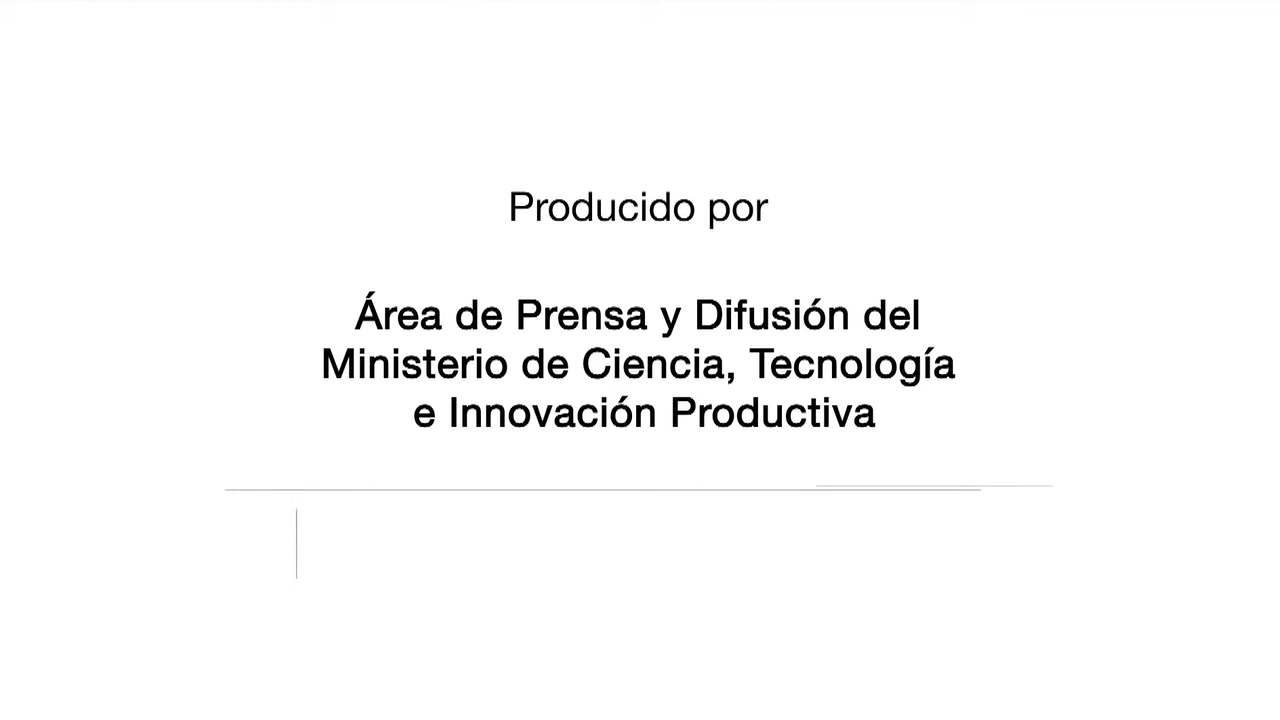 Producido por
Área de Prensa y Difusión del
Ministerio de Ciencia, Tecnología
e Innovación Productiva